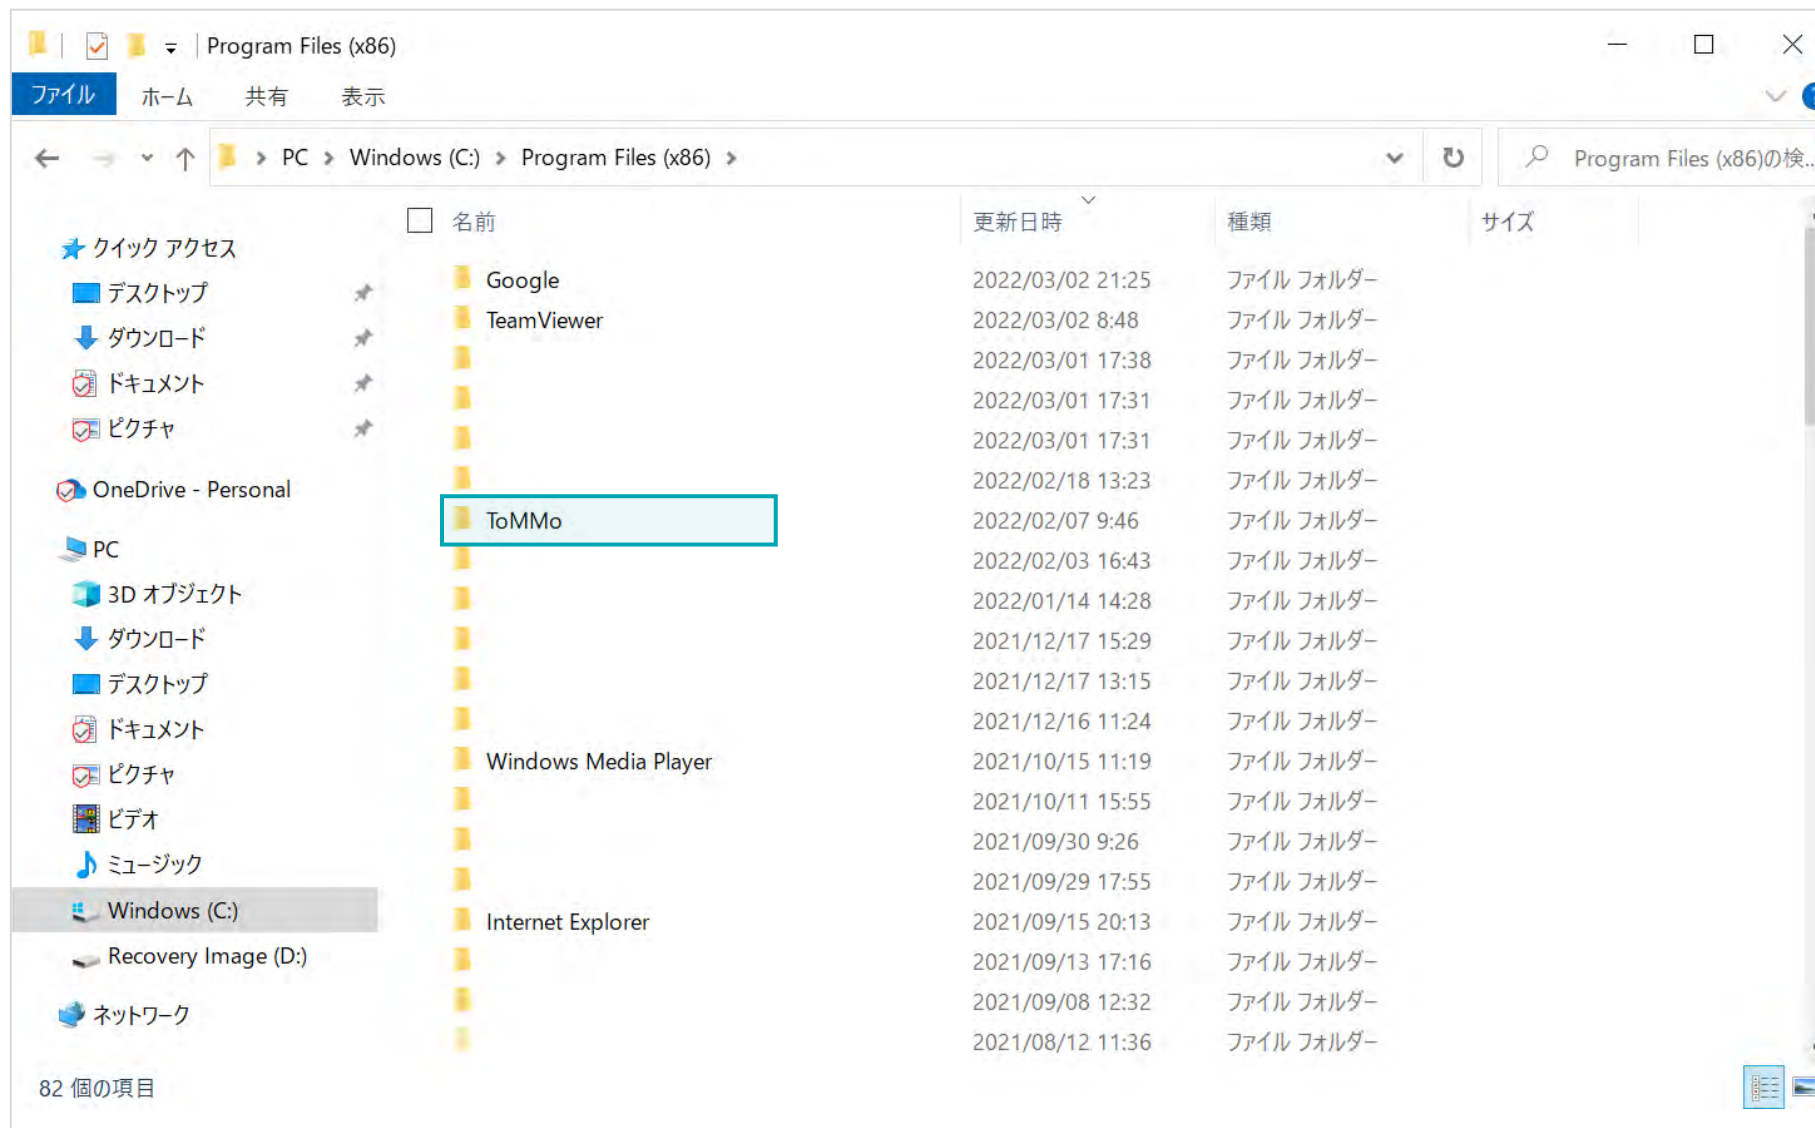 Program Files (x86)
ファイル ホーム 共有 表示
PC Windows (C:) Program Files (x86) Program Files (x86)の検...
名前 更新日時 種類 サイズ
クイック アクセス
デスクトップ
ダウンロード
ドキュメント
ピクチャ
OneDrive - Personal
PC
3D オブジェクト
ダウンロード
デスクトップ
ドキュメント
ピクチャ
ビデオ
ミュージック
Windows (C:)
Recovery Image (D:)
ネットワーク
Google 2022/03/02 21:25 ファイル フォルダー
TeamViewer 2022/03/02 8:48 ファイル フォルダー
2022/03/01 17:38 ファイル フォルダー
2022/03/01 17:31 ファイル フォルダー
2022/03/01 17:31 ファイル フォルダー
2022/02/18 13:23 ファイル フォルダー
ToMMo 2022/02/07 9:46 ファイル フォルダー
2022/02/03 16:43 ファイル フォルダー
2022/01/14 14:28 ファイル フォルダー
2021/12/17 15:29 ファイル フォルダー
2021/12/17 13:15 ファイル フォルダー
2021/12/16 11:24 ファイル フォルダー
Windows Media Player 2021/10/15 11:19 ファイル フォルダー
2021/10/11 15:55 ファイル フォルダー
2021/09/30 9:26 ファイル フォルダー
2021/09/29 17:55 ファイル フォルダー
Internet Explorer 2021/09/15 20:13 ファイル フォルダー
2021/09/13 17:16 ファイル フォルダー
2021/09/08 12:32 ファイル フォルダー
2021/08/12 11:36 ファイル フォルダー
82 個の項目